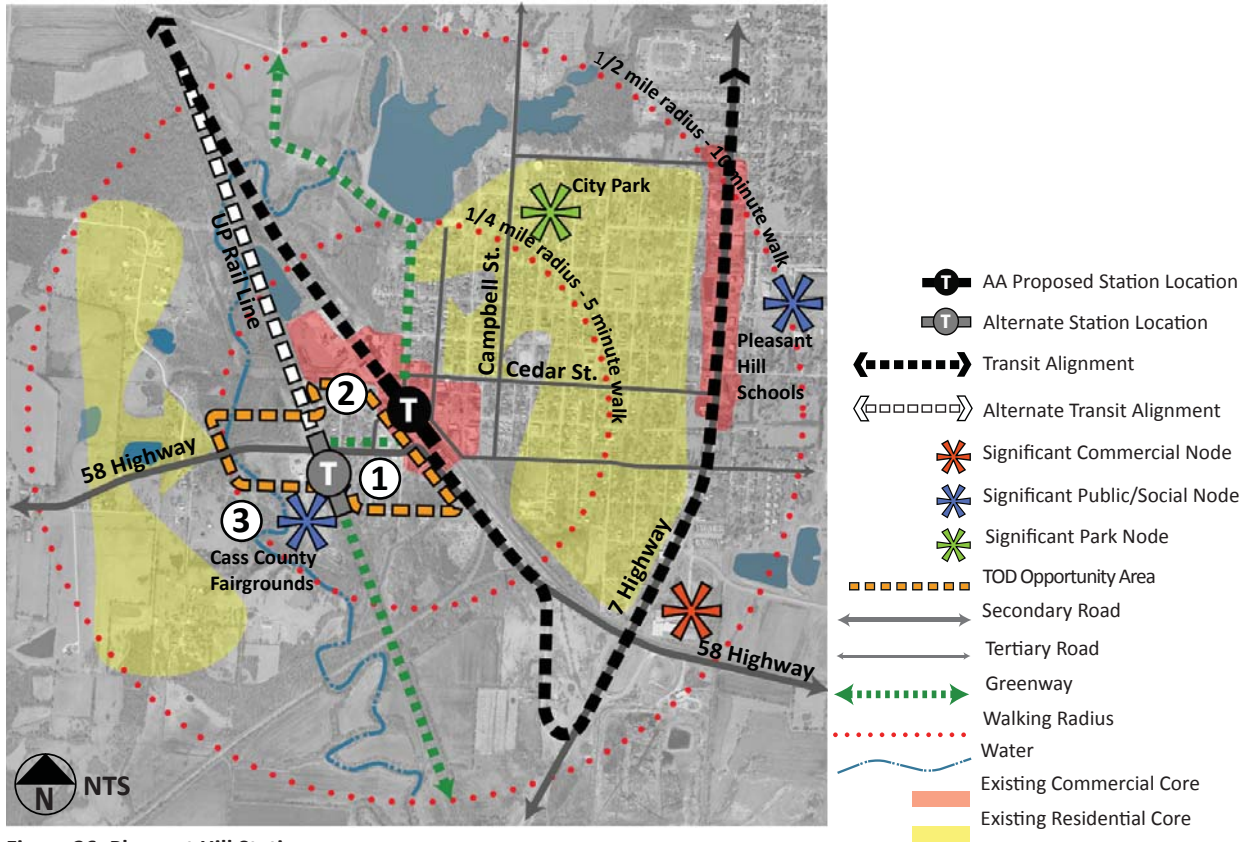 1/2 mile radius - 10 minute walk
City Park
1/4 mile radius - 5 minute walk
UP Rail Line
Campbell St.
Cedar St.
Pleasant
Hill
Schools
T
2
58 Highway
T
1
3
Cass County
Fairgrounds
7 Highway
58 Highway
N
NTS
T AA Proposed Station Location
T Alternate Station Location
Transit Alignment
Alternate Transit Alignment
Significant Commercial Node
Significant Public/Social Node
Significant Park Node
TOD Opportunity Area
Secondary Road
Tertiary Road
Greenway
Walking Radius
Water
Existing Commercial Core
Existing Residential Core